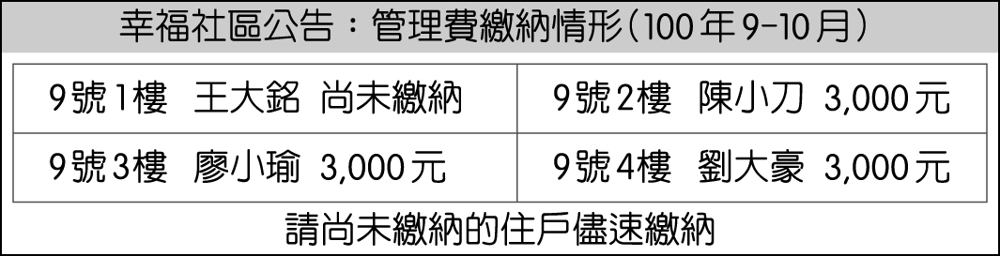 幸福社區公告：管理費繳納情形(100年9-10月)
9號1樓 王大銘 尚未繳納 9號2樓 陳小刀 3,000元
9號3樓 廖小瑜 3,000元 9號4樓 劉大豪 3,000元
請尚未繳納的住戶儘速繳納